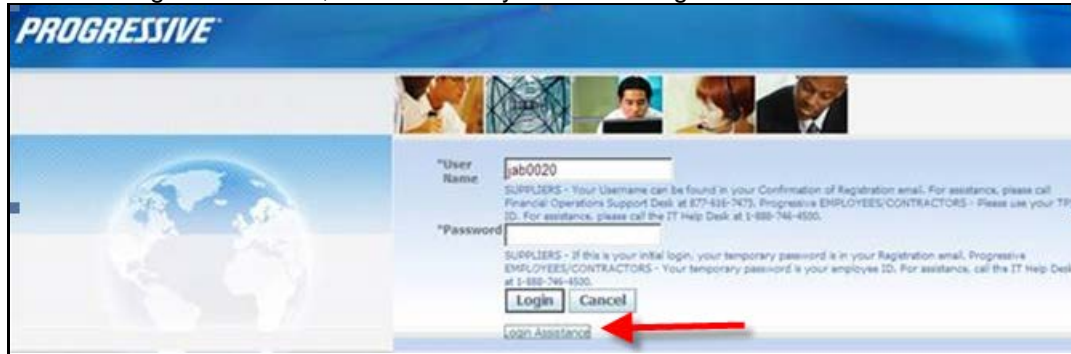 PROGRESSIVE
*User Name
jab0020
SUPPLIERS - Your Username can be found in your Confirmation of Registration email. For assistance, please call
Financial Operations Support Desk at 877-616-7473. Progressive EMPLOYEES/CONTRACTORS - Please use your
ID. For assistance, please call the IT Help Desk at 1-888-746-4500.
*Password
SUPPLIERS - If this is your initial login, your temporary password is in your Registration email. Progressive
EMPLOYEES/CONTRACTORS - Your temporary password is your employee ID. For assistance, call the IT Help Desk
at 1-888-746-4500.
Login Cancel
Login Assistance